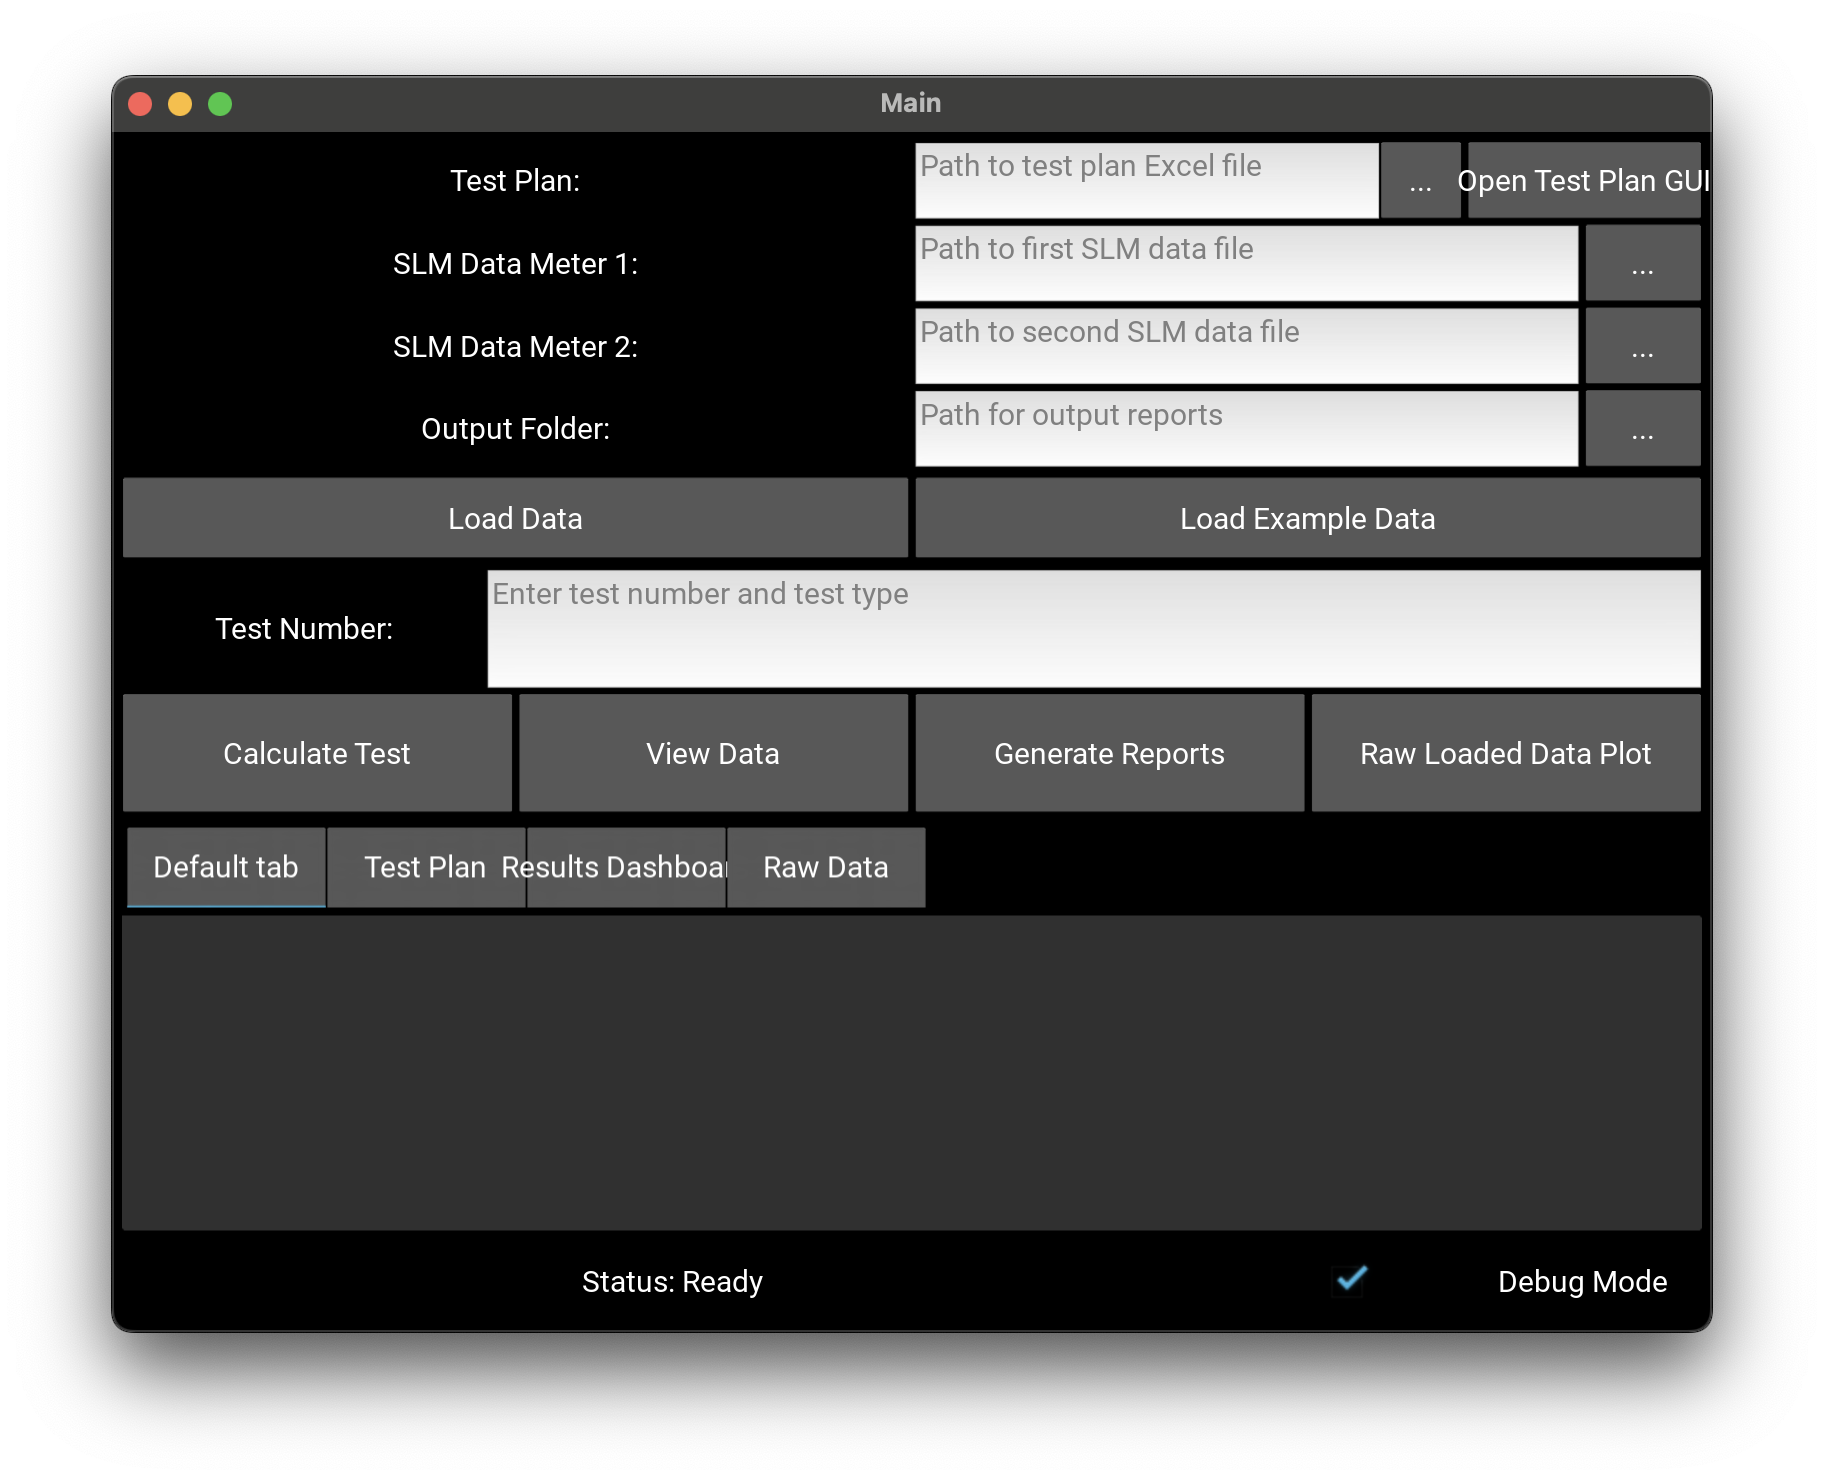 Main
Test Plan:
Path to test plan Excel file
...
Open Test Plan GUI
SLM Data Meter 1:
Path to first SLM data file
...
SLM Data Meter 2:
Path to second SLM data file
...
Output Folder:
Path for output reports
...
Load Data
Load Example Data
Test Number:
Enter test number and test type
Calculate Test
View Data
Generate Reports
Raw Loaded Data Plot
Default tab
Test Plan
Results Dashboar
Raw Data
Status: Ready
Debug Mode